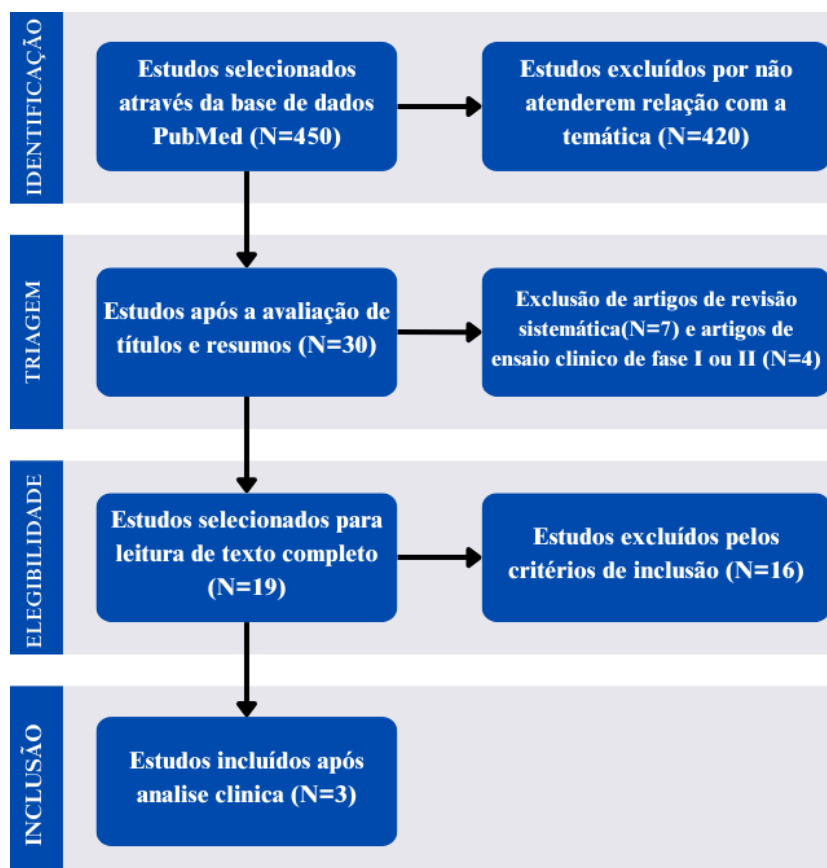 IDENTIFICAÇÃO
Estudos selecionados
através da base de dados
PubMed (N=450)
Estudos excluídos por não
atenderem relação com a
temática (N=420)
TRIAGEM
Estudos após a avaliação de
títulos e resumos (N=30)
Exclusão de artigos de revisão
sistemática(N=7) e artigos de
ensaio clinico de fase I ou II (N=4)
ELEGIBILIDADE
Estudos selecionados para
leitura de texto completo
(N=19)
Estudos excluídos pelos
critérios de inclusão (N=16)
INCLUSÃO
Estudos incluídos após
analise clinica (N=3)